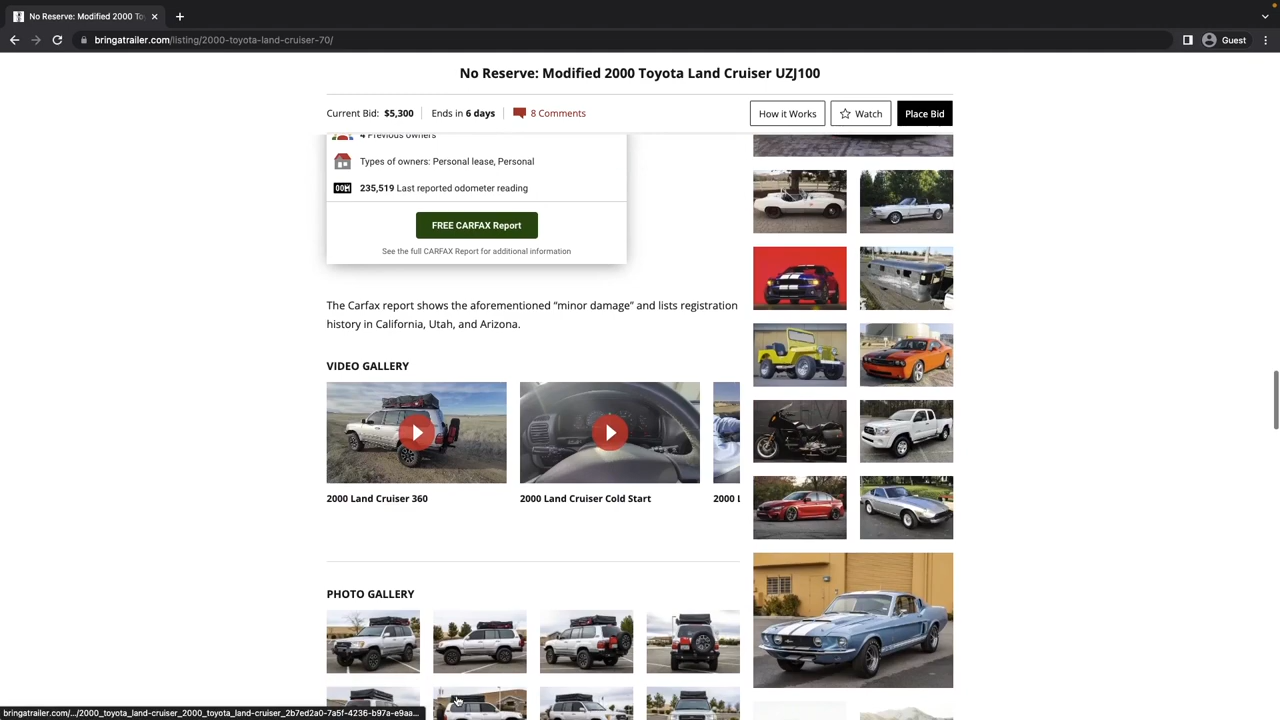 No Reserve: Modified 2000 Toyota
bringatrailer.com/listing/2000-toyota-land-cruiser-70/
Guest
No Reserve: Modified 2000 Toyota Land Cruiser UZJ100
Current Bid: $5,300
Ends in 6 days
8 Comments
How it Works
Watch
Place Bid
4 Previous owners
Types of owners: Personal lease, Personal
235,519 Last reported odometer reading
FREE CARFAX Report
See the full CARFAX Report for additional information
The Carfax report shows the aforementioned “minor damage” and lists registration
history in California, Utah, and Arizona.
VIDEO GALLERY
2000 Land Cruiser 360
2000 Land Cruiser Cold Start
2000 L
PHOTO GALLERY
bringatrailer.com/.../2000_toyota_land-cruiser_2000_toyota_land-cruiser_2b7ed2a0-7a5f-4236-b97a-e9aa...